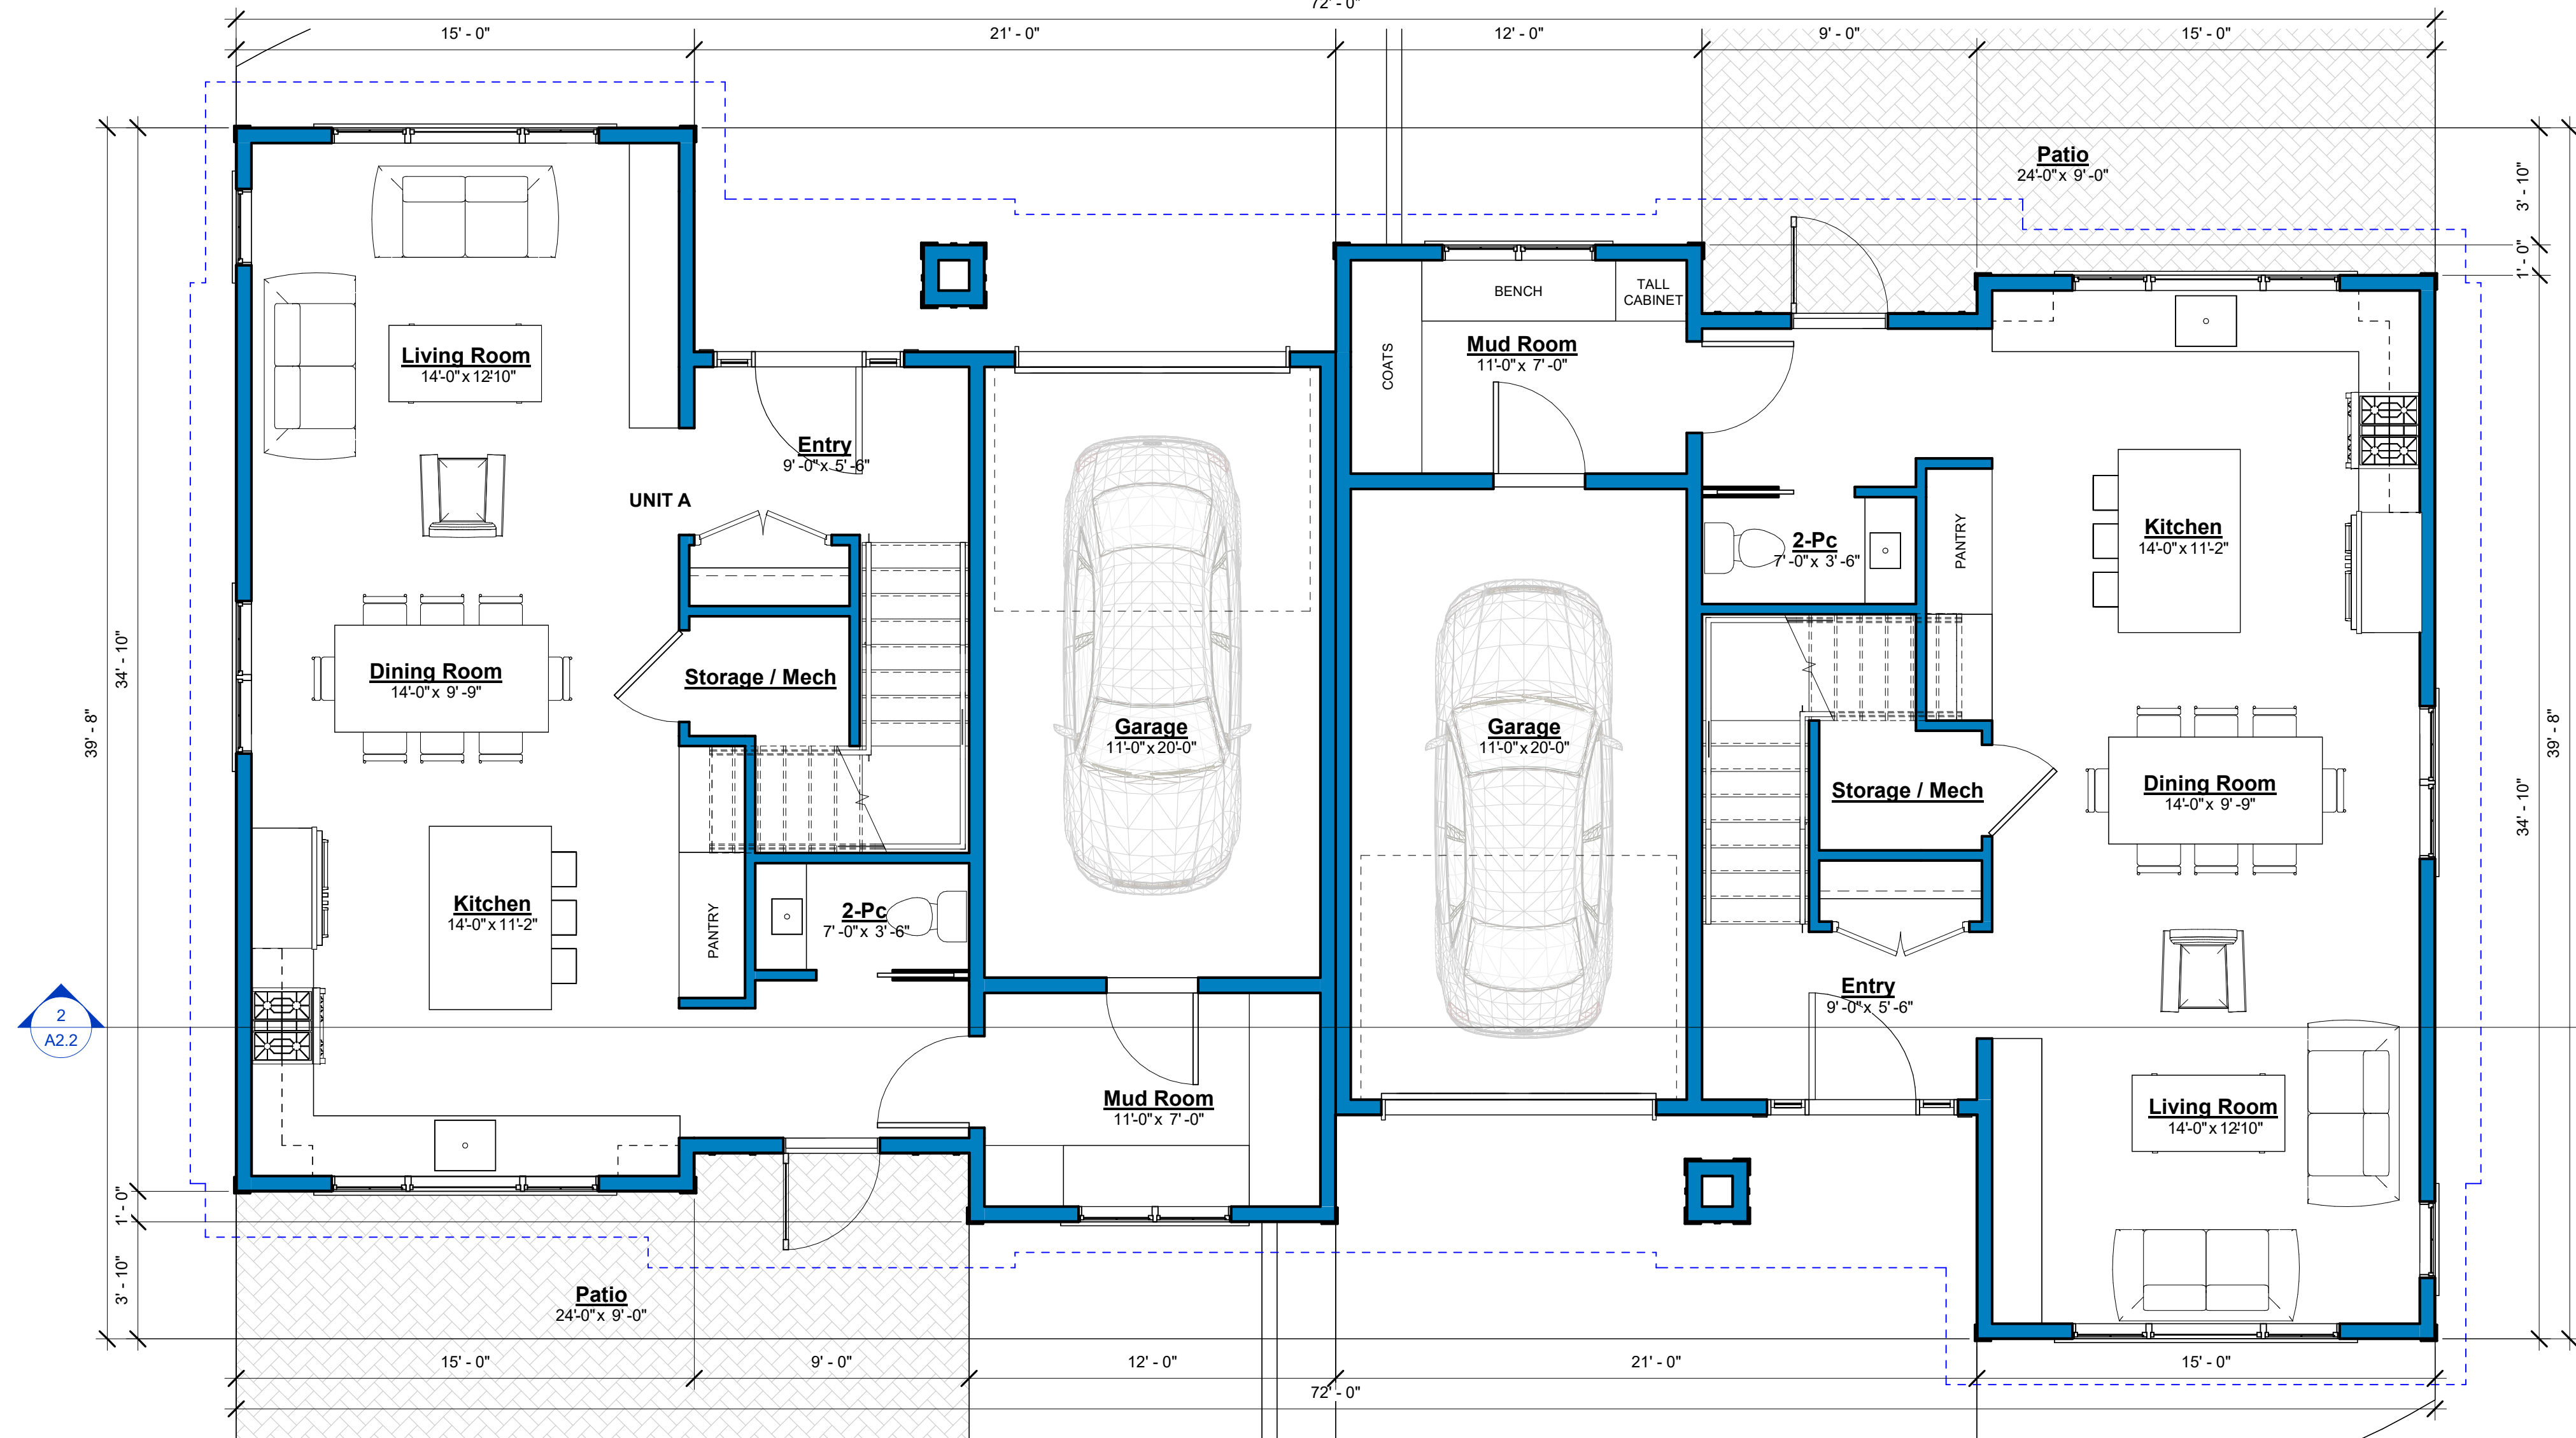 72' - 0"
15' - 0"
21' - 0"
12' - 0"
9' - 0"
15' - 0"
Patio
24'-0" x 9'-0"
3' - 10"
1' - 0"
BENCH
TALL
CABINET
COATS
Mud Room
11'-0" x 7'-0"
Living Room
14'-0" x 12'10"
Entry
9'-0" x 5'-6"
UNIT A
2-Pc
7'-0" x 3'-6"
PANTRY
Kitchen
14'-0" x 11'-2"
Dining Room
14'-0" x 9'-9"
Storage / Mech
Garage
11'-0" x 20'-0"
Garage
11'-0" x 20'-0"
Storage / Mech
Dining Room
14'-0" x 9'-9"
34' - 10"
39' - 8"
39' - 8"
34' - 10"
Kitchen
14'-0" x 11'-2"
PANTRY
2-Pc
7'-0" x 3'-6"
Entry
9'-0" x 5'-6"
2
A2.2
Mud Room
11'-0" x 7'-0"
Living Room
14'-0" x 12'10"
1' - 0"
3' - 10"
Patio
24'-0" x 9'-0"
15' - 0"
9' - 0"
12' - 0"
21' - 0"
15' - 0"
72' - 0"